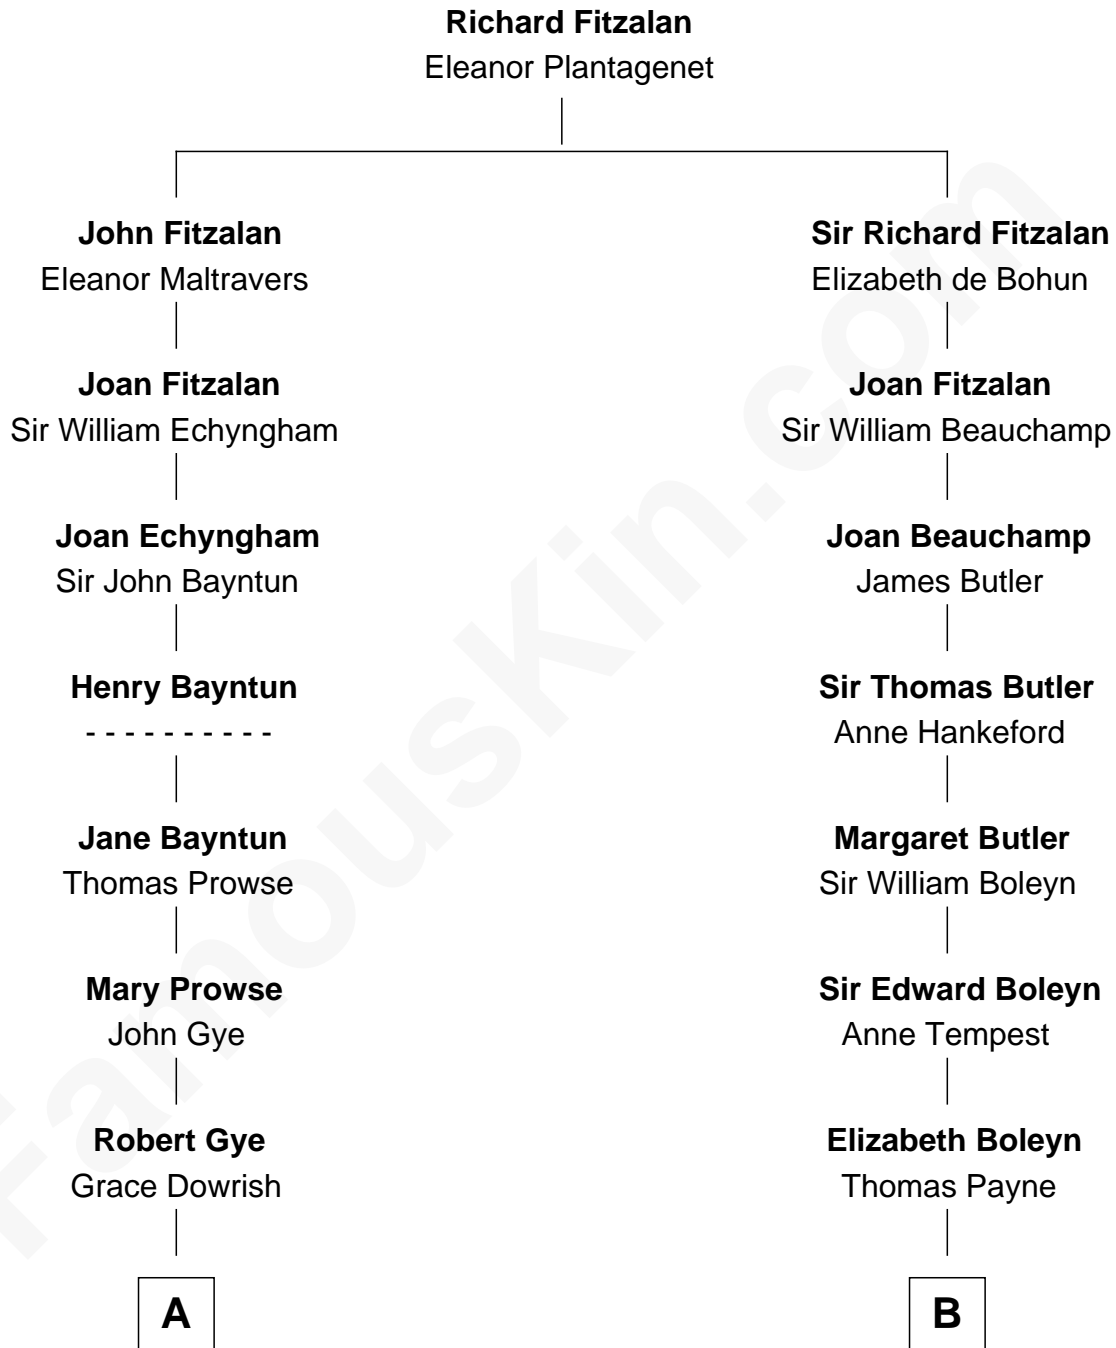 Richard Fitzalan
Eleanor Plantagenet
John Fitzalan
Eleanor Maltravers
Sir Richard Fitzalan
Elizabeth de Bohun
Joan Fitzalan
Sir William Echyngham
Joan Fitzalan
Sir William Beauchamp
Joan Echyngham
Sir John Bayntun
Joan Beauchamp
James Butler
Henry Bayntun
- - - - - - - - - -
Sir Thomas Butler
Anne Hankeford
Jane Bayntun
Thomas Prowse
Margaret Butler
Sir William Boleyn
Mary Prowse
John Gye
Sir Edward Boleyn
Anne Tempest
Robert Gye
Grace Dowrish
Elizabeth Boleyn
Thomas Payne
A
B
FamousKin.com